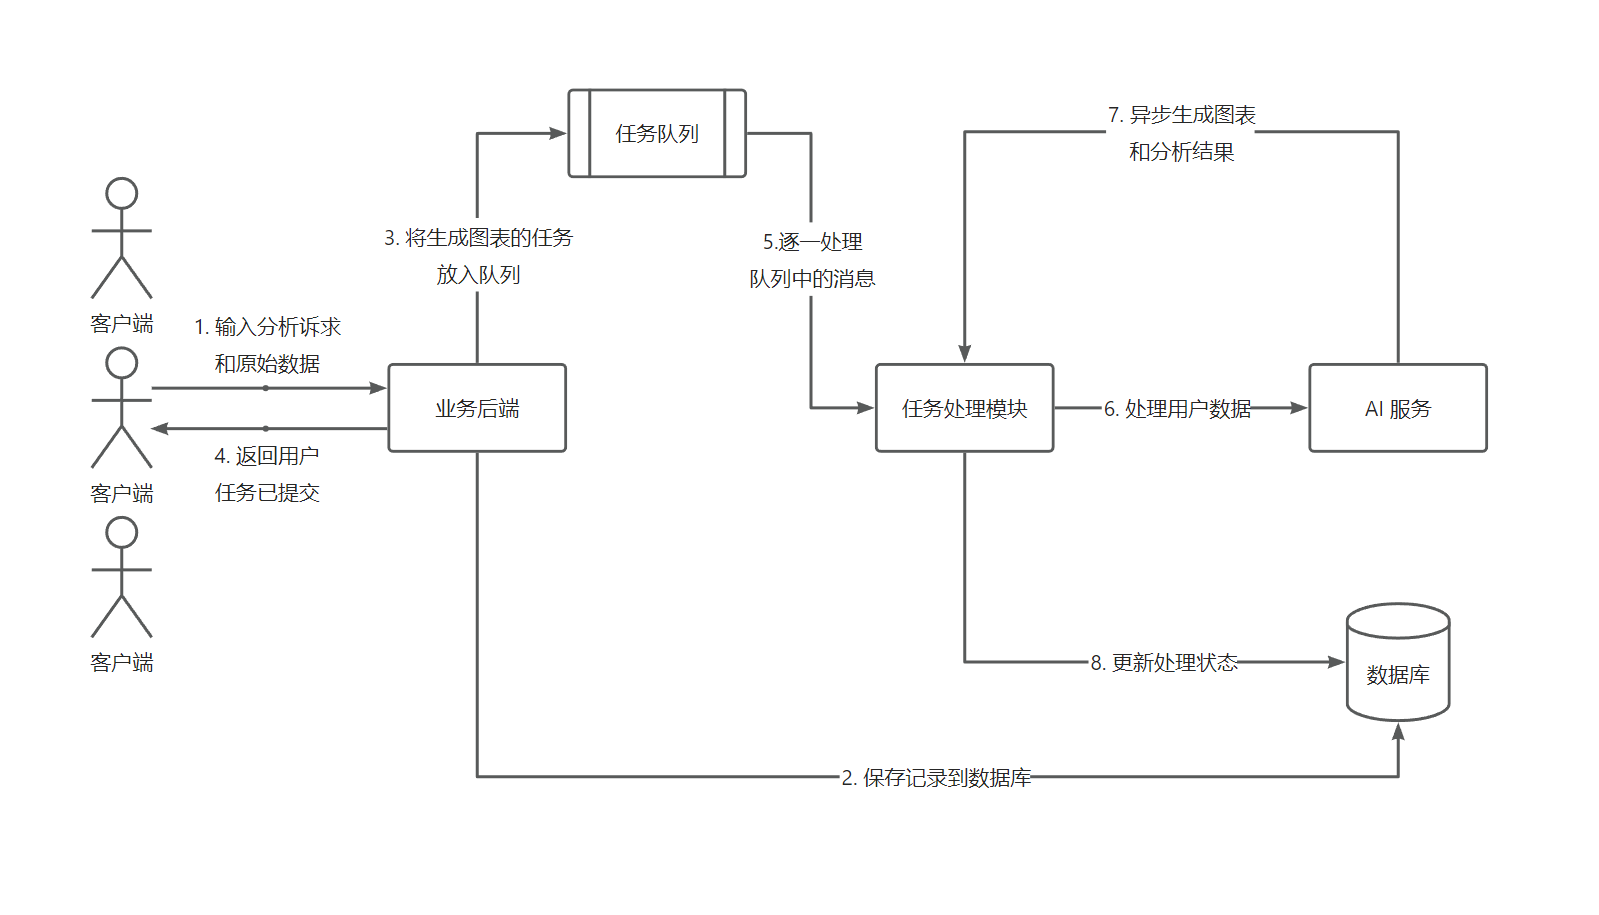 任务队列
7. 异步生成图表
和分析结果
3. 将生成图表的任务
放入队列
5.逐一处理
队列中的消息
客户端
1. 输入分析诉求
和原始数据
业务后端
任务处理模块
6. 处理用户数据
AI 服务
4. 返回用户
任务已提交
客户端
客户端
8. 更新处理状态
数据库
2. 保存记录到数据库